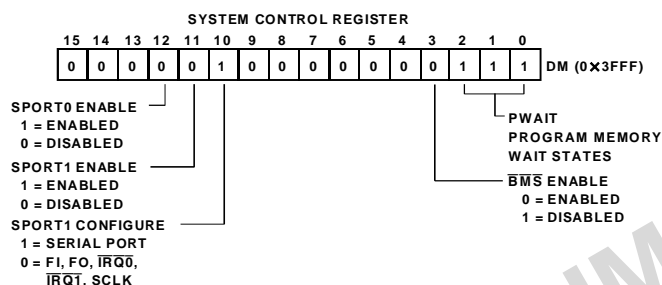 SYSTEM CONTROL REGISTER
15 14 13 12 11 10 9 8 7 6 5 4 3 2 1 0
0 0 0 0 0 1 0 0 0 0 0 0 0 1 1 1 DM (0×3FFF)
SPORT0 ENABLE
1 = ENABLED
0 = DISABLED
SPORT1 ENABLE
1 = ENABLED
0 = DISABLED
SPORT1 CONFIGURE
1 = SERIAL PORT
0 = FI, FO, IRQ0,
IRQ1, SCLK
PWAIT
PROGRAM MEMORY
WAIT STATES
BMS ENABLE
0 = ENABLED
1 = DISABLED